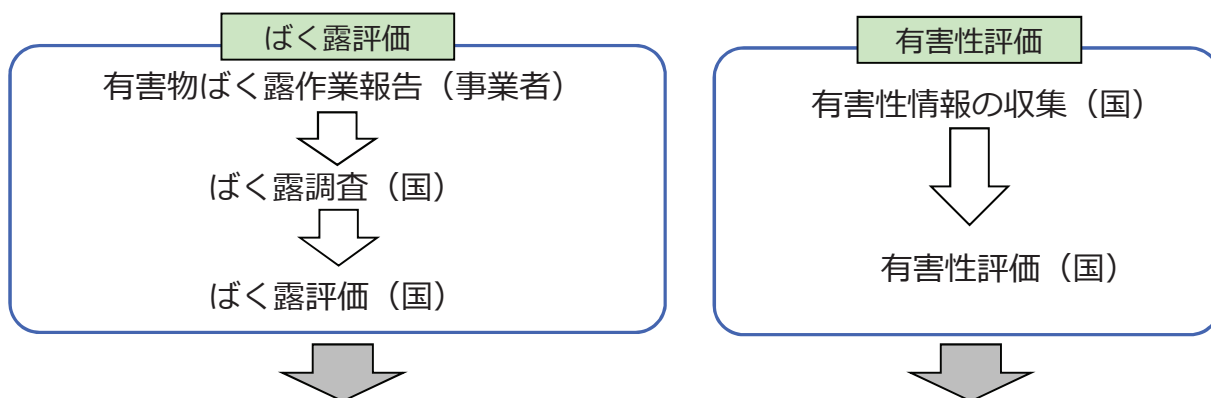 ばく露評価
有害物ばく露作業報告（事業者）
ばく露調査（国）
ばく露評価（国）
有害性評価
有害性情報の収集（国）
有害性評価（国）